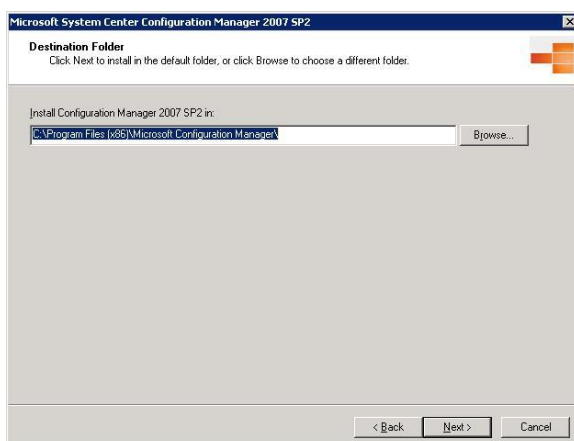 Microsoft System Center Configuration Manager 2007 SP2
Destination Folder
Click Next to install in the default folder, or click Browse to choose a different folder.
Install Configuration Manager 2007 SP2 in:
C:\Program Files (x86)\Microsoft Configuration Manager\
Browse...
< Back
Next >
Cancel